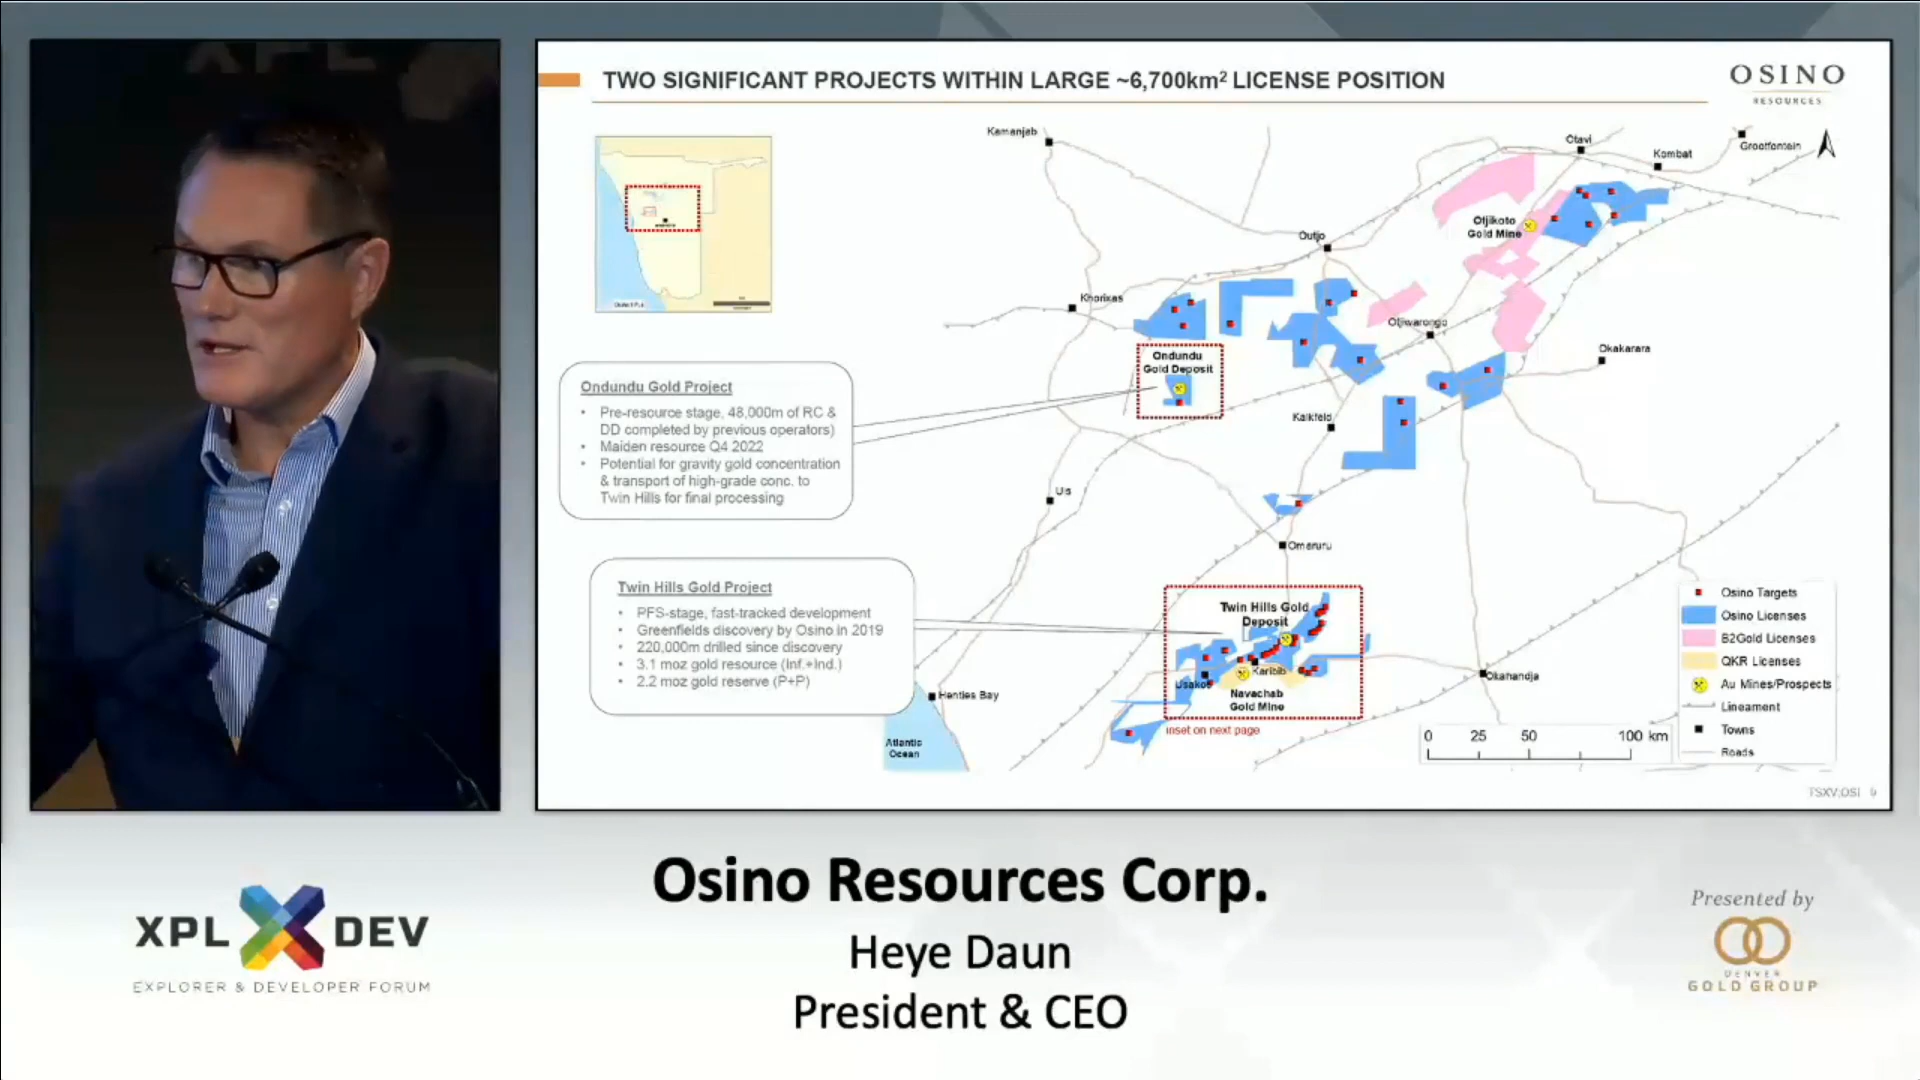 XPL
TWO SIGNIFICANT PROJECTS WITHIN LARGE ~6,700km² LICENSE POSITION
OSINO
RESOURCES
Kamanjab
Otavi
Kombat
Grootfontein
Otjikoto
Gold Mine
Outjo
Khorixas
Otjiwarongo
Okakarara
Ondundu
Gold Deposit
Kalkfeld
Ondundu Gold Project
• Pre-resource stage, 48,000m of RC &
DD completed by previous operators)
• Maiden resource Q4 2022
• Potential for gravity gold concentration
& transport of high-grade conc. to
Twin Hills for final processing
Uis
Omaruru
Twin Hills Gold Project
• PFS-stage, fast-tracked development
• Greenfields discovery by Osino in 2019
• 220,000m drilled since discovery
• 3.1 moz gold resource (Inf.+Ind.)
• 2.2 moz gold reserve (P+P)
Twin Hills Gold
Deposit
Karibib
Usakos
Navachab
Gold Mine
Inset on next page
Okahandja
Henties Bay
Atlantic
Ocean
0 25 50 100 km
Osino Targets
Osino Licenses
B2Gold Licenses
QKR Licenses
Au Mines/Prospects
Lineament
Towns
Roads
TSXV:OSI 9
Osino Resources Corp.
Heye Daun
President & CEO
XPL DEV
EXPLORER & DEVELOPER FORUM
Presented by
DENVER
GOLD GROUP